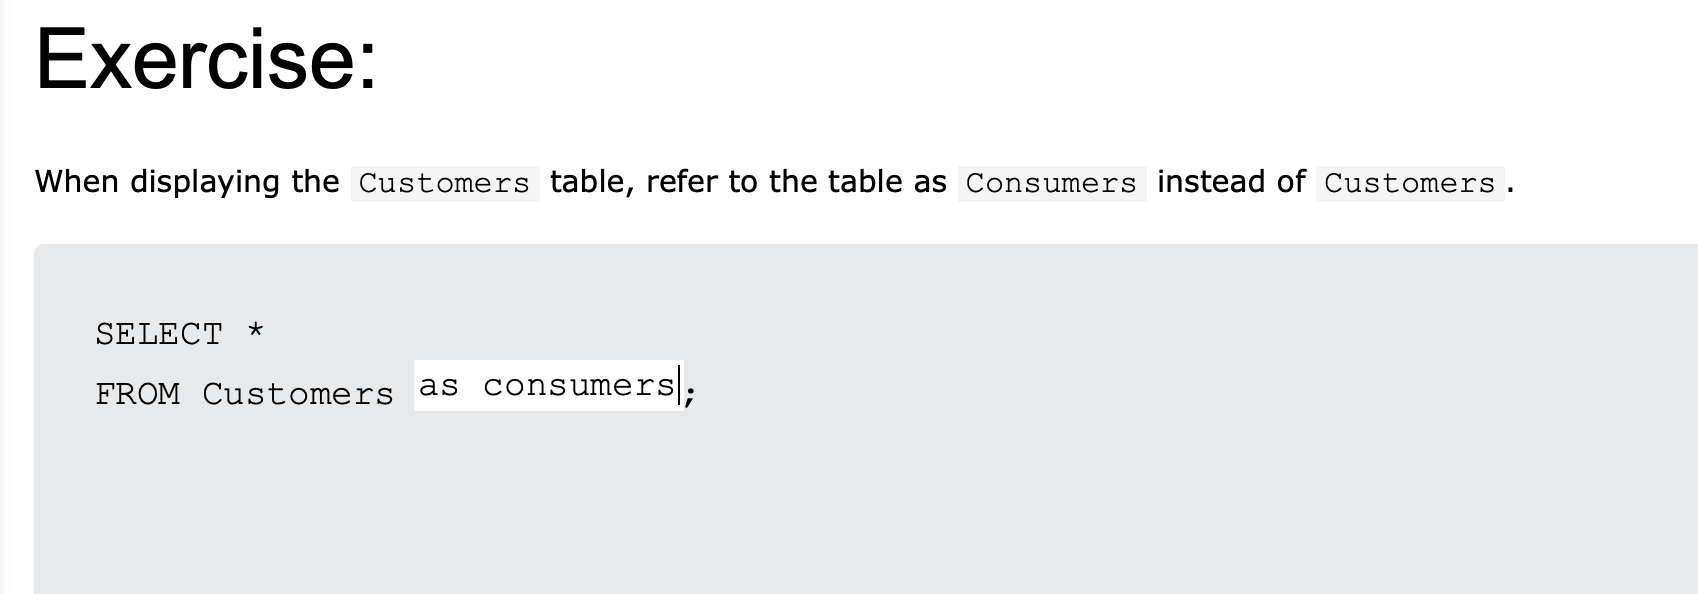 Exercise:
When displaying the Customers table, refer to the table as Consumers instead of Customers.
SELECT *
FROM Customers as consumers;